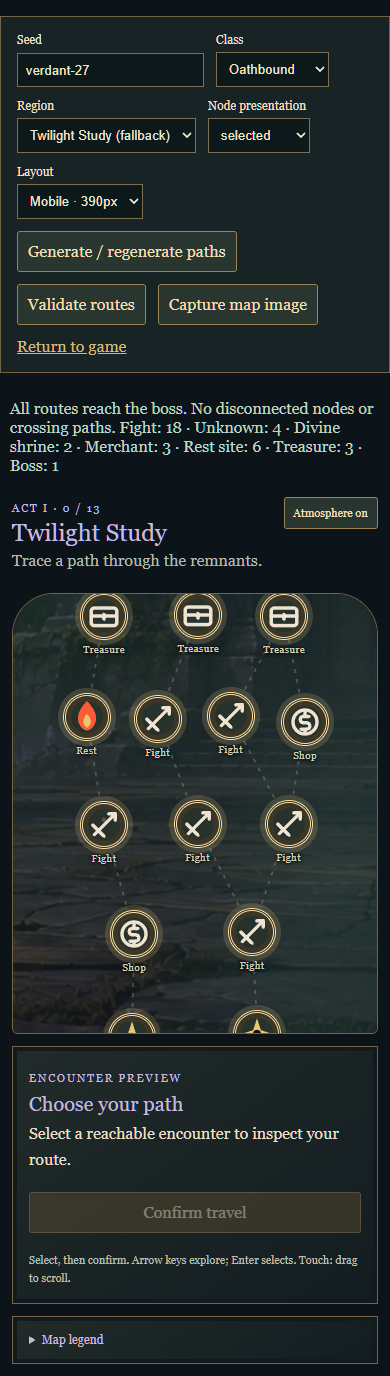 Seed
Class
verdant-27
Oathbound
Region
Node presentation
Twilight Study (fallback)
selected
Layout
Mobile · 390px
Generate / regenerate paths
Validate routes
Capture map image
Return to game
All routes reach the boss. No disconnected nodes or
crossing paths. Fight: 18 · Unknown: 4 · Divine
shrine: 2 · Merchant: 3 · Rest site: 6 · Treasure: 3 ·
Boss: 1
ACT I · 0 / 13
Atmosphere on
Twilight Study
Trace a path through the remnants.
Treasure
Treasure
Treasure
Rest
Fight
Fight
Shop
Fight
Fight
Fight
Shop
Fight
ENCOUNTER PREVIEW
Choose your path
Select a reachable encounter to inspect your
route.
Confirm travel
Select, then confirm. Arrow keys explore; Enter selects. Touch: drag
to scroll.
Map legend